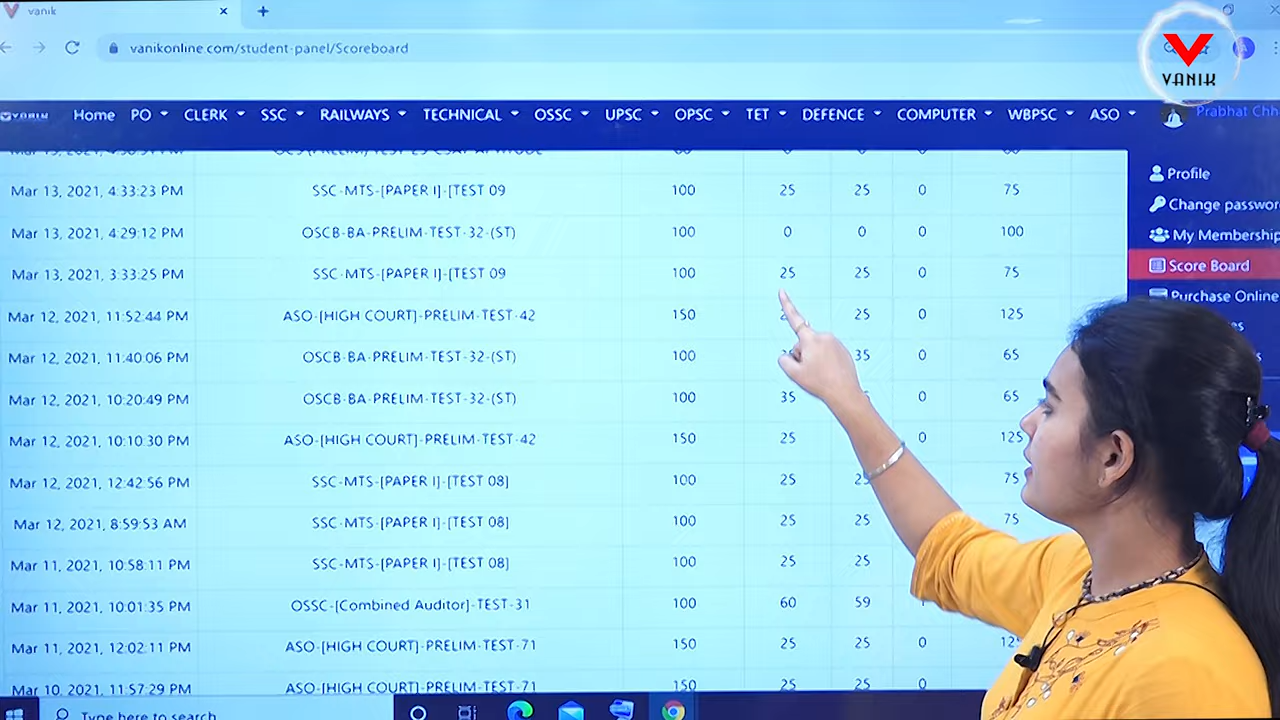 vanik
vanikonline.com/student-panel/Scoreboard
VANIK
VANIK Home PO CLERK SSC RAILWAYS TECHNICAL OSSC UPSC OPSC TET DEFENCE COMPUTER WBPSC ASO Prabhat Chh
Mar 13, 2021, 4:33:23 PM SSC-MTS-[PAPER I]-[TEST 09 100 25 25 0 75
Mar 13, 2021, 4:29:12 PM OSCB-BA-PRELIM-TEST-32-(ST) 100 0 0 0 100
Mar 13, 2021, 3:33:25 PM SSC-MTS-[PAPER I]-[TEST 09 100 25 25 0 75
Mar 12, 2021, 11:52:44 PM ASO-[HIGH COURT]-PRELIM-TEST-42 150 25 0 125
Mar 12, 2021, 11:40:06 PM OSCB-BA-PRELIM-TEST-32-(ST) 100 35 0 65
Mar 12, 2021, 10:20:49 PM OSCB-BA-PRELIM-TEST-32-(ST) 100 35 0 65
Mar 12, 2021, 10:10:30 PM ASO-[HIGH COURT]-PRELIM-TEST-42 150 25 0 125
Mar 12, 2021, 12:42:56 PM SSC-MTS-[PAPER I]-[TEST 08] 100 25 75
Mar 12, 2021, 8:59:53 AM SSC-MTS-[PAPER I]-[TEST 08] 100 25 25 75
Mar 11, 2021, 10:58:11 PM SSC-MTS-[PAPER I]-[TEST 08] 100 25 25
Mar 11, 2021, 10:01:35 PM OSSC-[Combined Auditor]-TEST-31 100 60 59
Mar 11, 2021, 12:02:11 PM ASO-[HIGH COURT]-PRELIM-TEST-71 150 25 25 0
Mar 10, 2021, 11:57:29 PM ASO-[HIGH COURT]-PRELIM-TEST-71 150 25 25 0
Profile
Change passwor
My Membership
Score Board
Purchase Online
Type here to search